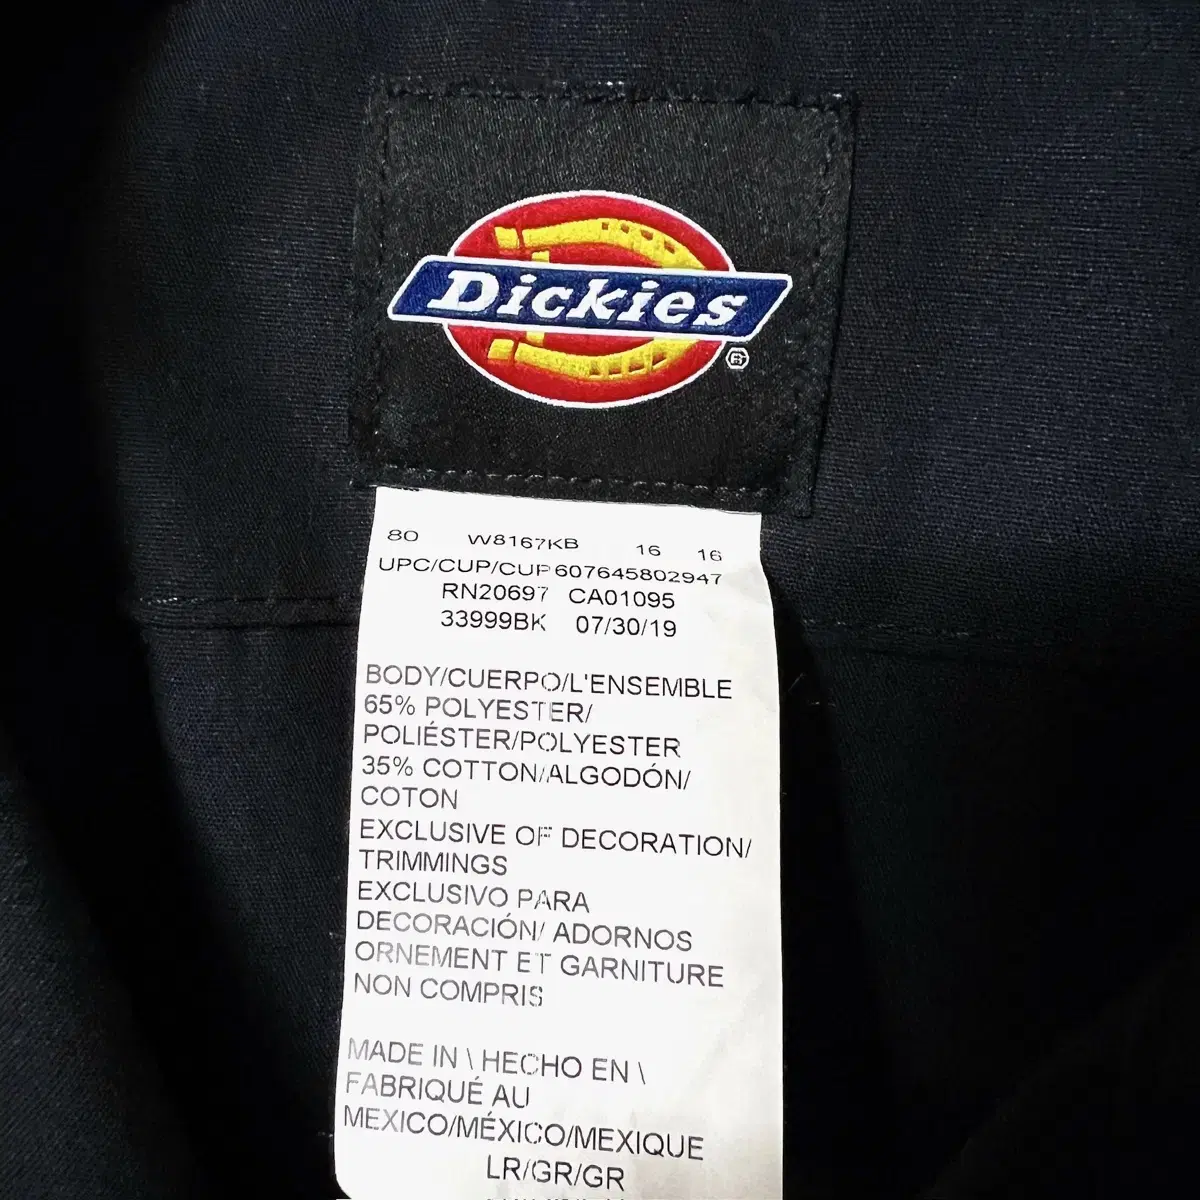 Dickies
®
80 W8167KB 16 16
UPC/CUP/CUP 607645802947
RN20697 CA01095
33999BK 07/30/19
BODY/CUERPO/L'ENSEMBLE
65% POLYESTER/
POLIÉSTER/POLYESTER
35% COTTON/ALGODÓN/
COTON
EXCLUSIVE OF DECORATION/
TRIMMINGS
EXCLUSIVO PARA
DECORACIÓN/ ADORNOS
ORNEMENT ET GARNITURE
NON COMPRIS
MADE IN \ HECHO EN \
FABRIQUÉ AU
MEXICO/MÉXICO/MEXIQUE
LR/GR/GR